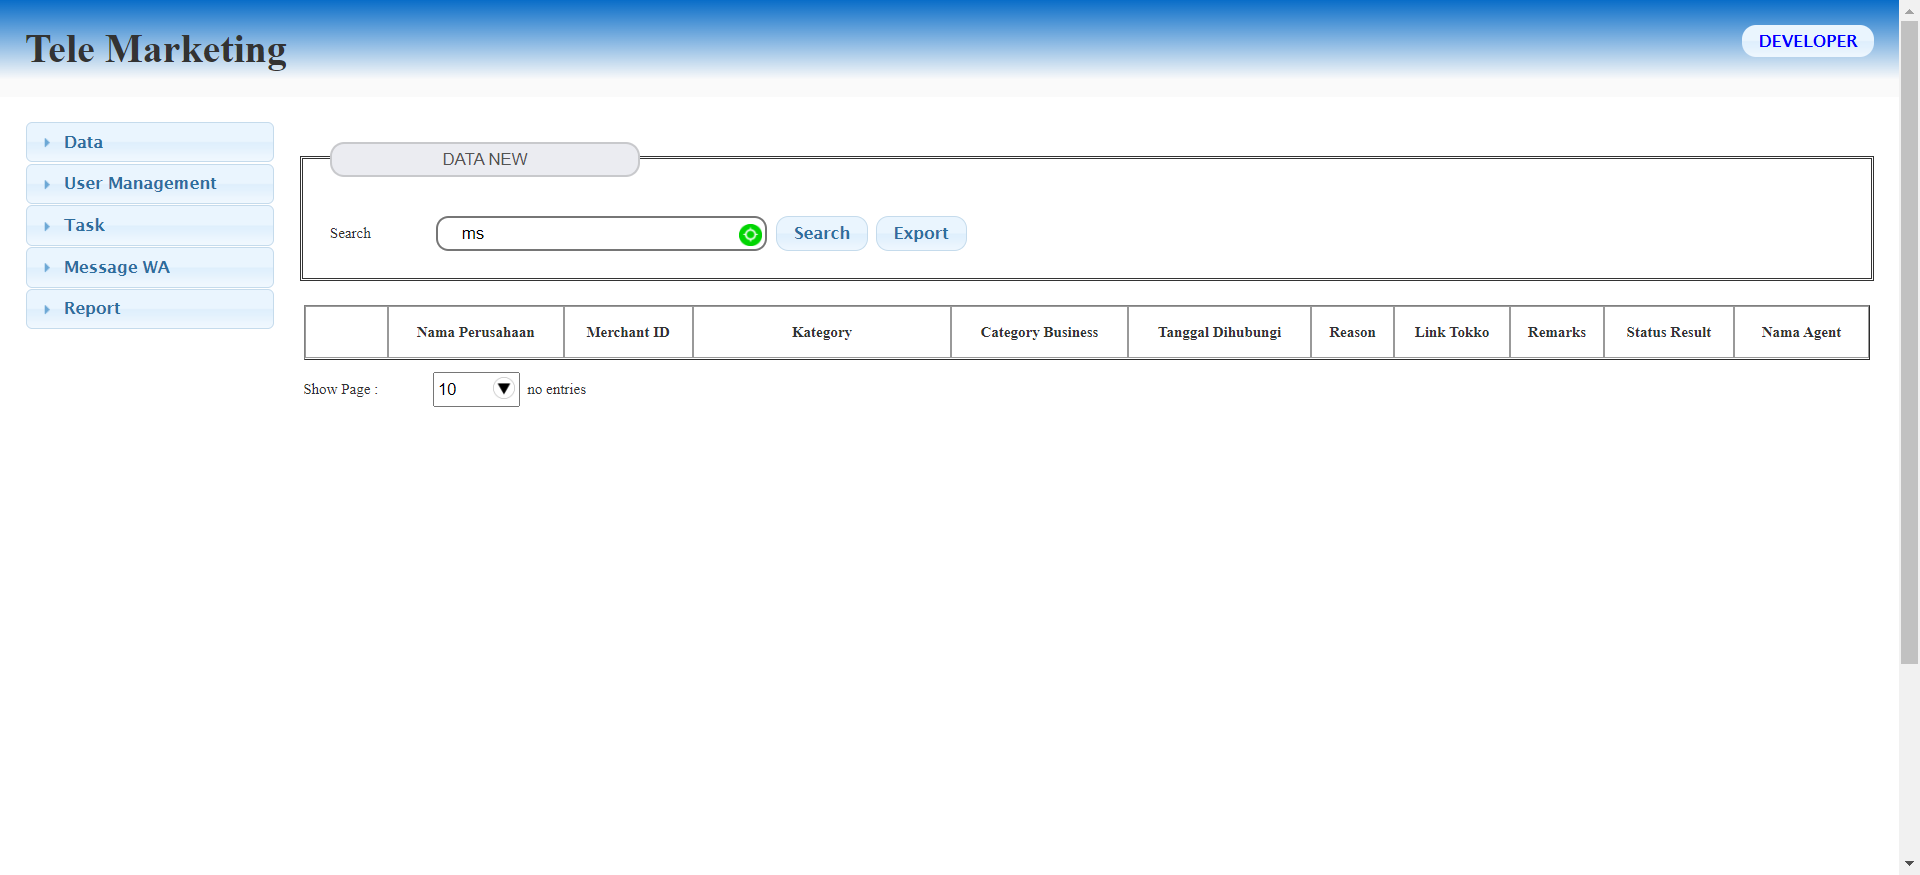 Tele Marketing
DEVELOPER
Data
User Management
Task
Message WA
Report
DATA NEW
Search ms Search Export
Nama Perusahaan Merchant ID Kategory Category Business Tanggal Dihubungi Reason Link Tokko Remarks Status Result Nama Agent
Show Page : 10 no entries